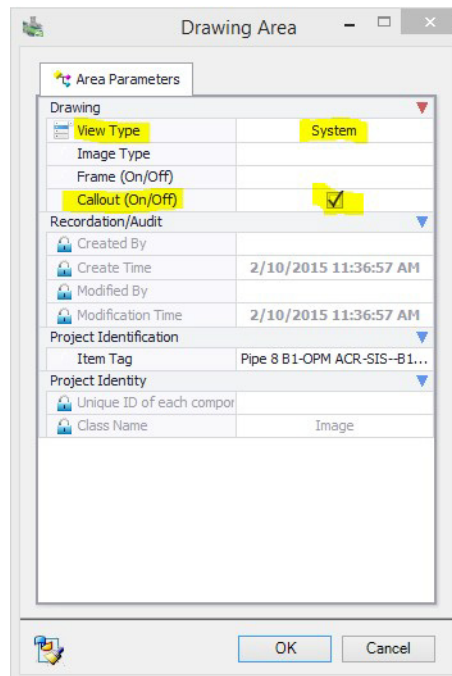 Drawing Area
Area Parameters
Drawing
View Type System
Image Type
Frame (On/Off)
Callout (On/Off)
Recordation/Audit
Created By
Create Time 2/10/2015 11:36:57 AM
Modified By
Modification Time 2/10/2015 11:36:57 AM
Project Identification
Item Tag Pipe 8 B1-OPM ACR-SIS--B1...
Project Identity
Unique ID of each compor
Class Name Image
OK Cancel